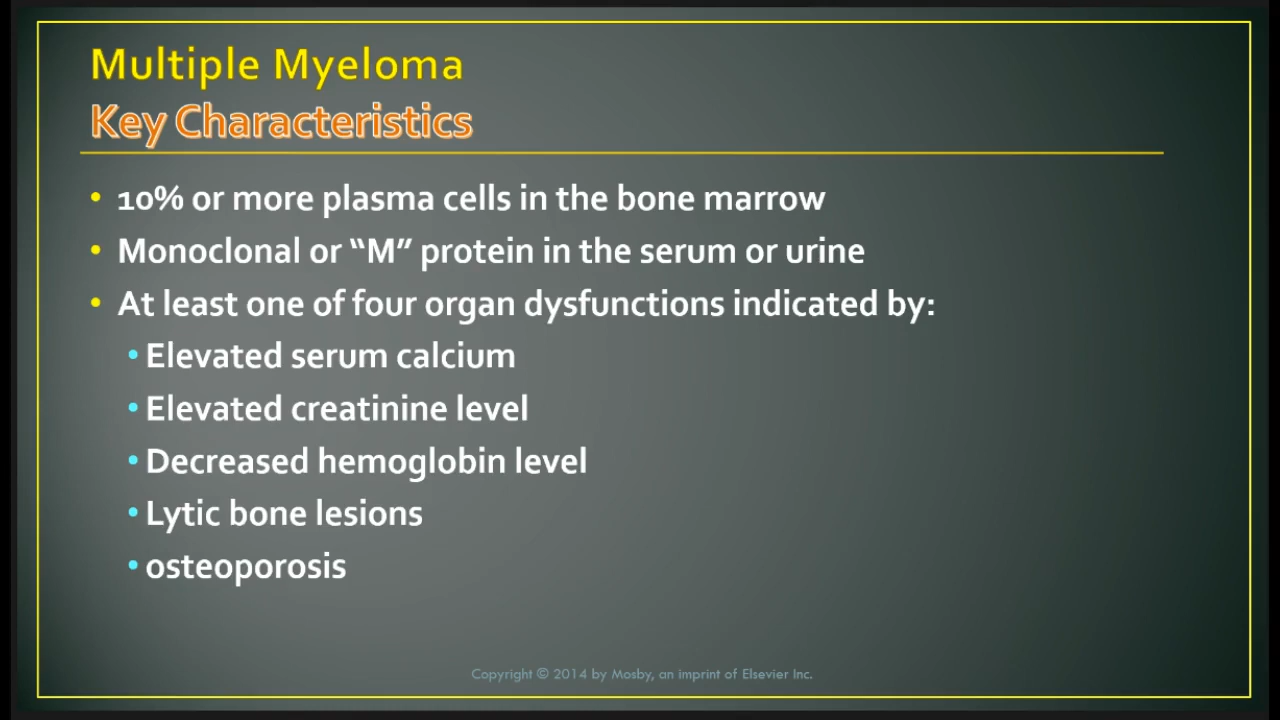 Multiple Myeloma
Key Characteristics
• 10% or more plasma cells in the bone marrow
• Monoclonal or “M” protein in the serum or urine
• At least one of four organ dysfunctions indicated by:
• Elevated serum calcium
• Elevated creatinine level
• Decreased hemoglobin level
• Lytic bone lesions
• osteoporosis
Copyright © 2014 by Mosby, an imprint of Elsevier Inc.